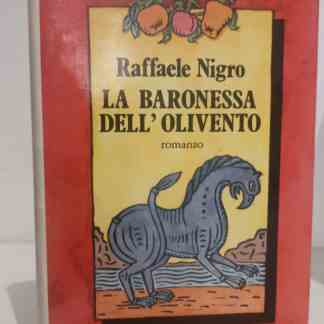 Raffaele Nigro
LA BARONESSA
DELL'OLIVENTO
romanzo